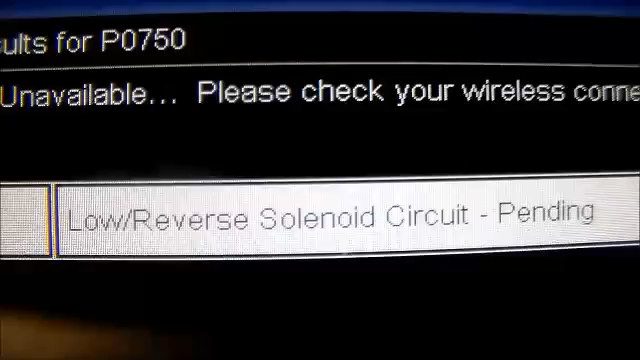 ults for P0750
Unavailable... Please check your wireless conne
Low/Reverse Solenoid Circuit - Pending